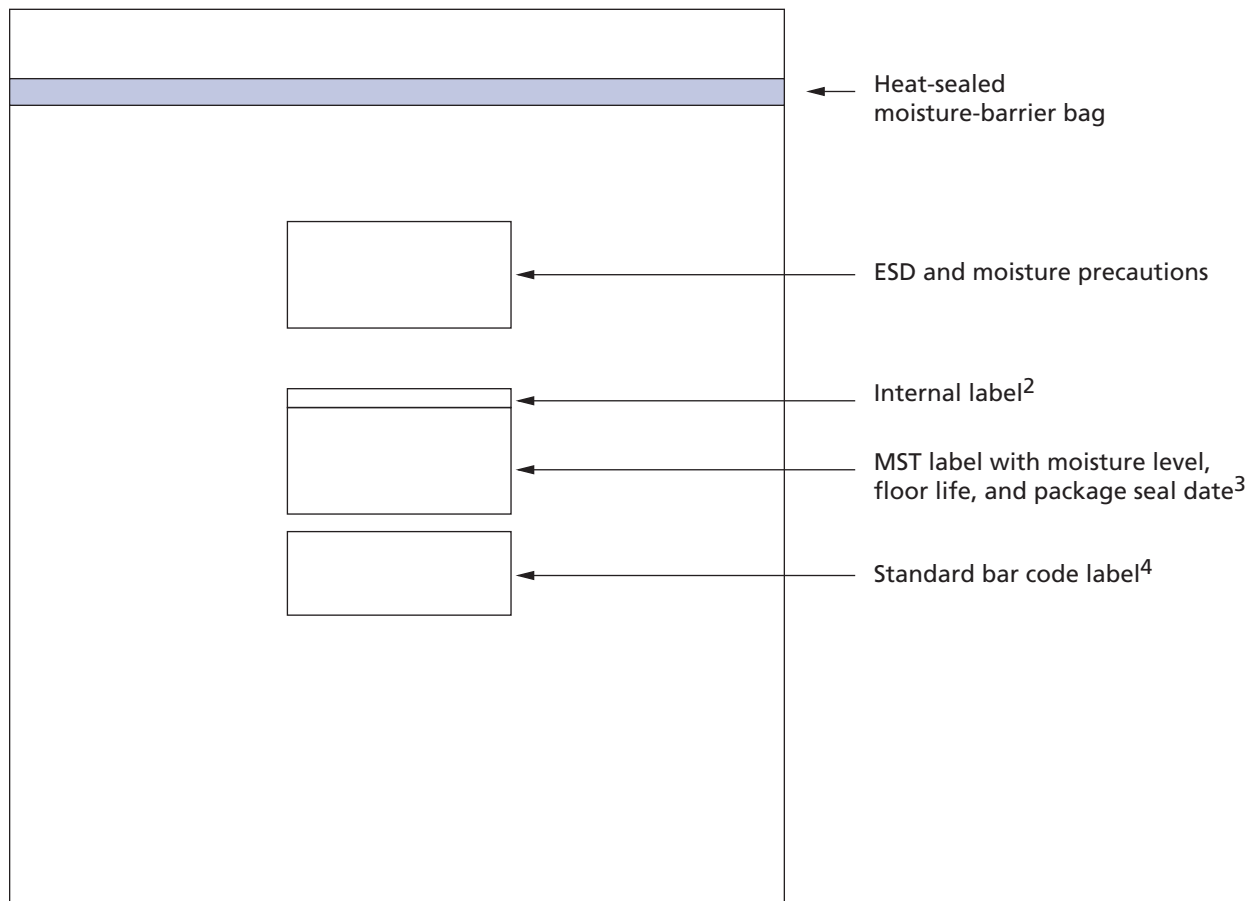 Heat-sealed
moisture-barrier bag
ESD and moisture precautions
Internal label2
MST label with moisture level,
floor life, and package seal date3
Standard bar code label4